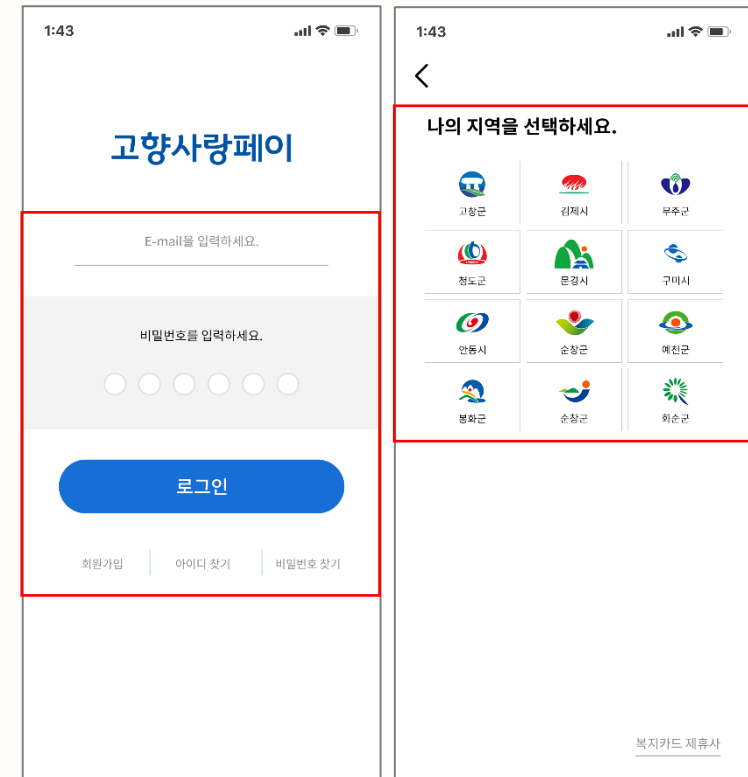 1:43
고향사랑페이
E-mail을 입력하세요.
비밀번호를 입력하세요.
로그인
회원가입 아이디 찾기 비밀번호 찾기
1:43
나의 지역을 선택하세요.
고창군 김제시 무주군
청도군 문경시 구미시
안동시 순창군 예천군
봉화군 순창군 회순군
복지카드 제휴사